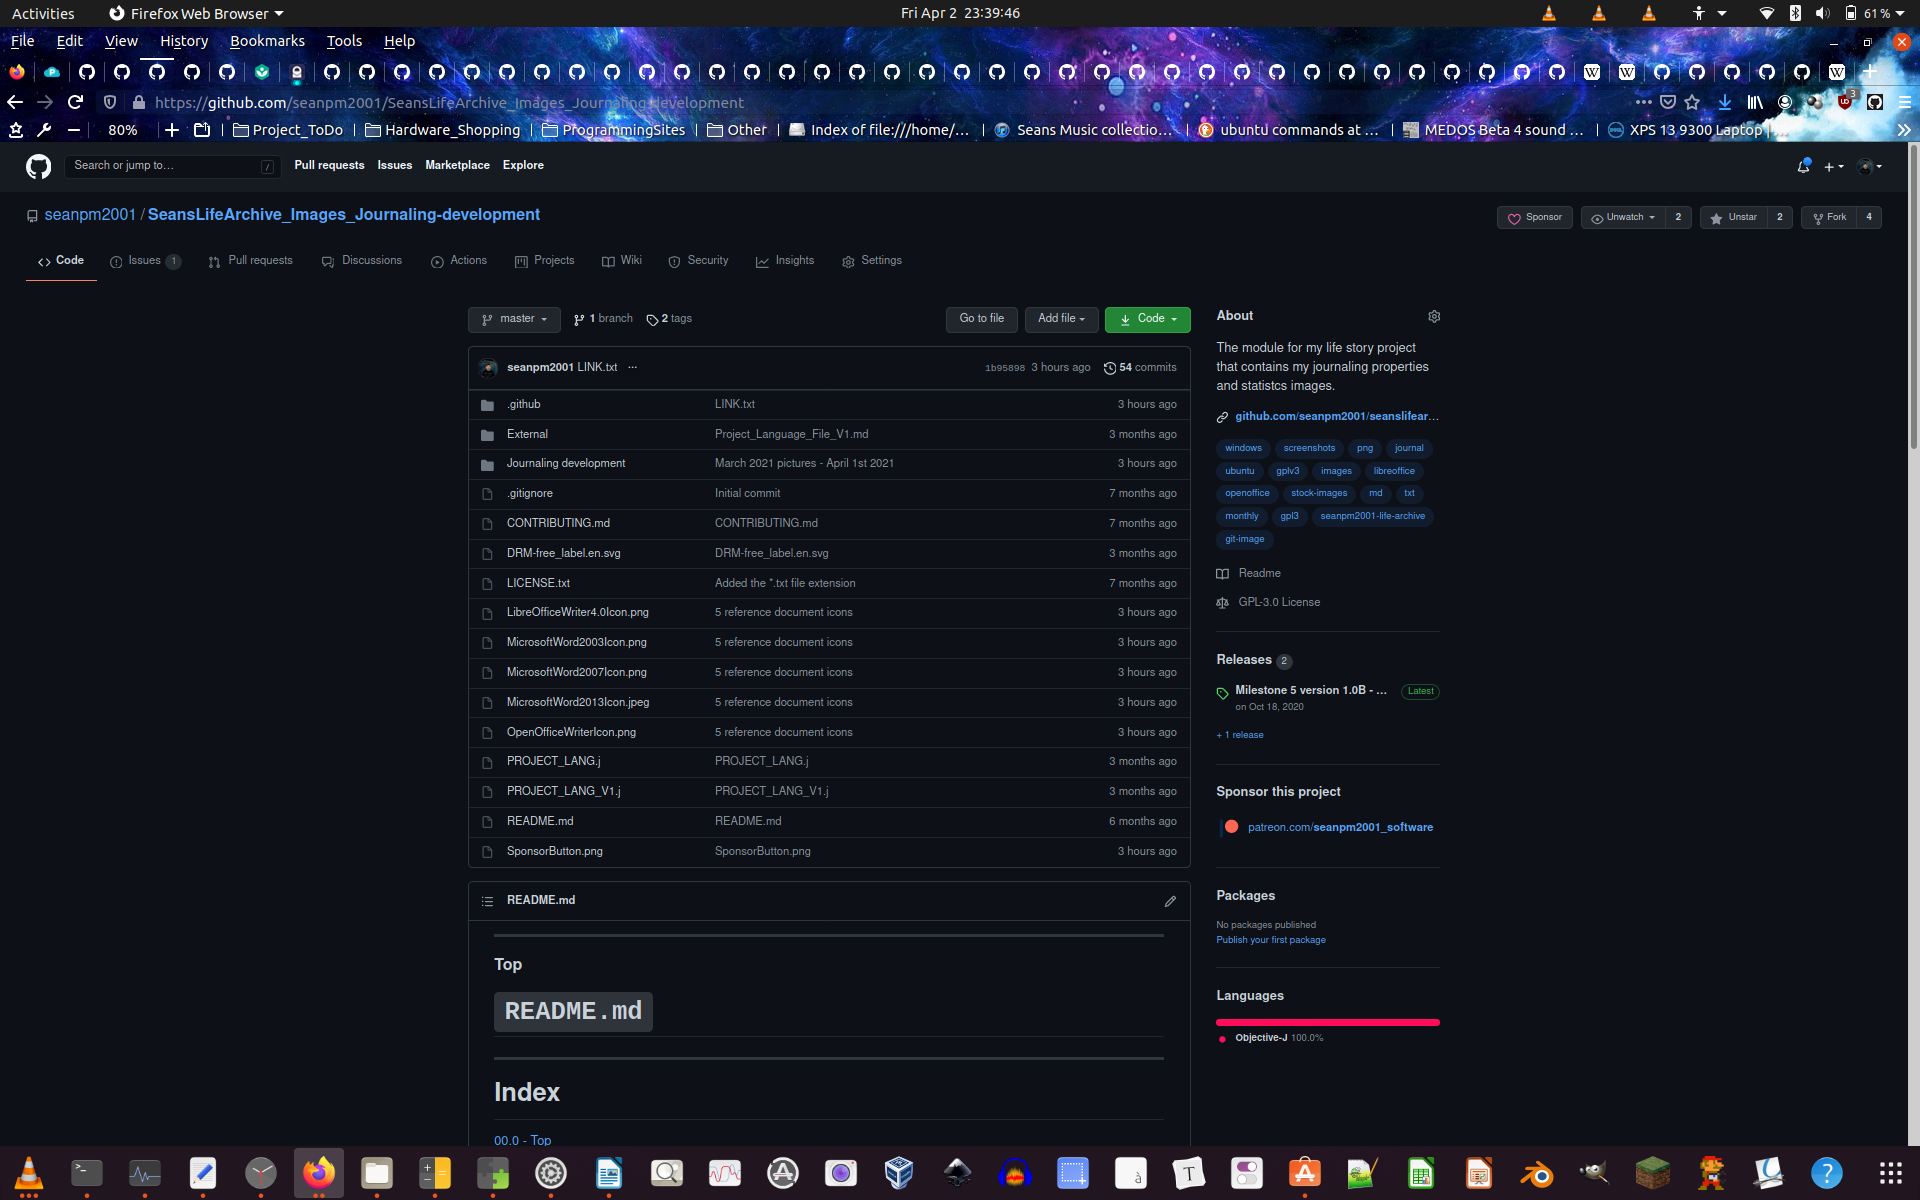 Activities Firefox Web Browser Fri Apr 2 23:39:46 61 %
File Edit View History Bookmarks Tools Help
https://github.com/seanpm2001/SeansLifeArchive_Images_Journaling-development 3
80% Project_ToDo Hardware_Shopping ProgrammingSites Other Index of file:///home/… Seans Music collectio… ubuntu commands at … MEDOS Beta 4 sound … XPS 13 9300 Laptop
Search or jump to… / Pull requests Issues Marketplace Explore
seanpm2001 / SeansLifeArchive_Images_Journaling-development Sponsor Unwatch 2 Unstar 2 Fork 4
Code Issues 1 Pull requests Discussions Actions Projects Wiki Security Insights Settings
master 1 branch 2 tags Go to file Add file Code
seanpm2001 LINK.txt ... 1b95898 3 hours ago 54 commits
.github LINK.txt 3 hours ago
External Project_Language_File_V1.md 3 months ago
Journaling development March 2021 pictures - April 1st 2021 3 hours ago
.gitignore Initial commit 7 months ago
CONTRIBUTING.md CONTRIBUTING.md 7 months ago
DRM-free_label.en.svg DRM-free_label.en.svg 3 months ago
LICENSE.txt Added the *.txt file extension 7 months ago
LibreOfficeWriter4.0Icon.png 5 reference document icons 3 hours ago
MicrosoftWord2003Icon.png 5 reference document icons 3 hours ago
MicrosoftWord2007Icon.png 5 reference document icons 3 hours ago
MicrosoftWord2013Icon.jpeg 5 reference document icons 3 hours ago
OpenOfficeWriterIcon.png 5 reference document icons 3 hours ago
PROJECT_LANG.j PROJECT_LANG.j 3 months ago
PROJECT_LANG_V1.j PROJECT_LANG_V1.j 3 months ago
README.md README.md 6 months ago
SponsorButton.png SponsorButton.png 3 hours ago
README.md
Top
README.md
Index
00.0 - Top
About
The module for my life story project
that contains my journaling properties
and statistcs images.
github.com/seanpm2001/seanslifear…
windows screenshots png journal
ubuntu gplv3 images libreoffice
openoffice stock-images md txt
monthly gpl3 seanpm2001-life-archive
git-image
Readme
GPL-3.0 License
Releases 2
Milestone 5 version 1.0B - … Latest
on Oct 18, 2020
+ 1 release
Sponsor this project
patreon.com/seanpm2001_software
Packages
No packages published
Publish your first package
Languages
Objective-J 100.0%